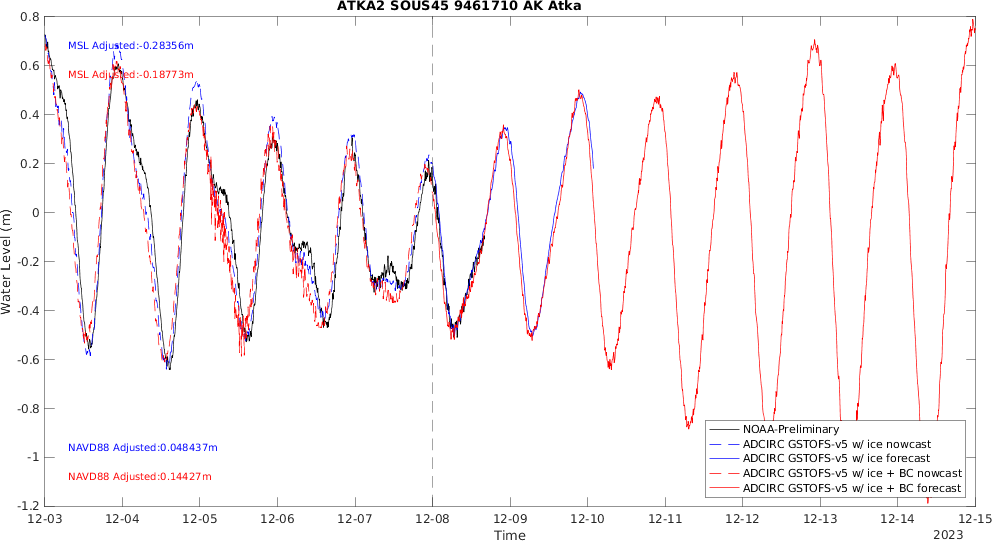 ATKA2 SOUS45 9461710 AK Atka
0.8
0.6
0.4
0.2
0
-0.2
-0.4
-0.6
-0.8
-1
-1.2
Water Level (m)
MSL Adjusted:-0.28356m
MSL Adjusted:-0.18773m
NAVD88 Adjusted:0.048437m
NAVD88 Adjusted:0.14427m
NOAA-Preliminary
ADCIRC GSTOFS-v5 w/ ice nowcast
ADCIRC GSTOFS-v5 w/ ice forecast
ADCIRC GSTOFS-v5 w/ ice + BC nowcast
ADCIRC GSTOFS-v5 w/ ice + BC forecast
12-03 12-04 12-05 12-06 12-07 12-08 12-09 12-10 12-11 12-12 12-13 12-14 12-15
Time
2023